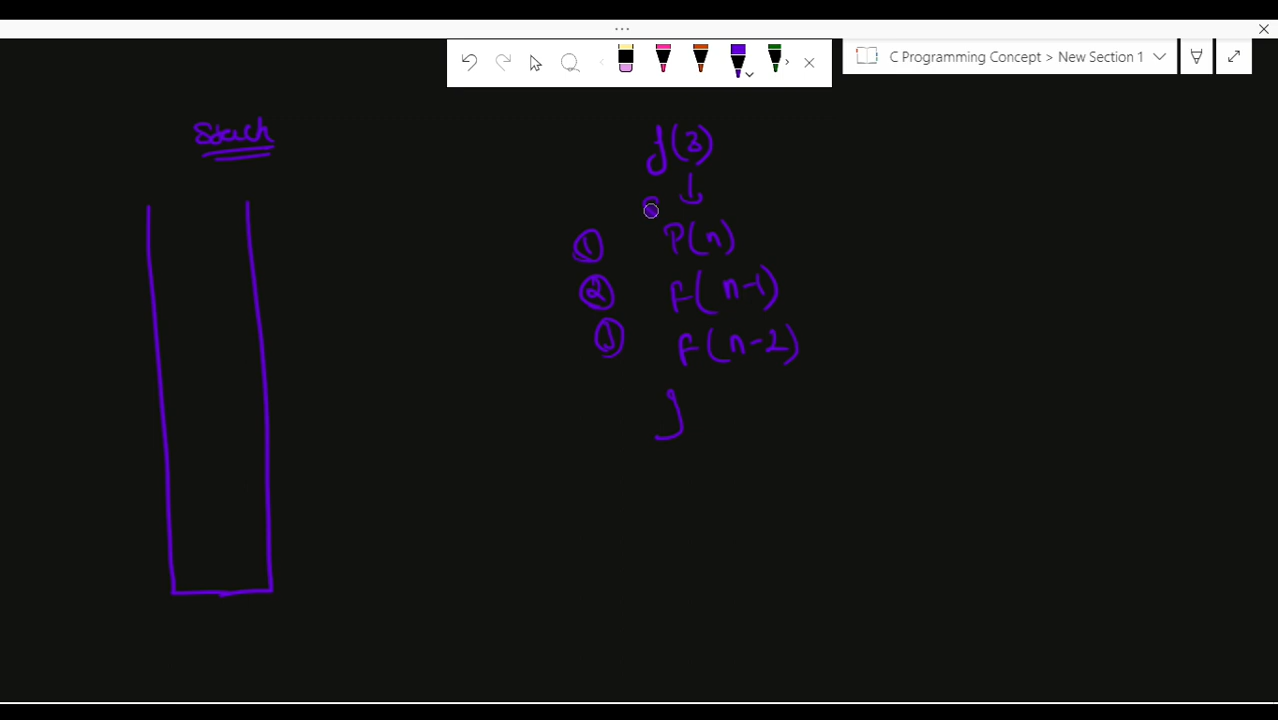 C Programming Concept > New Section 1
Stack
f(3)
↓
① P(n)
② F(n-1)
③ F(n-2)
}